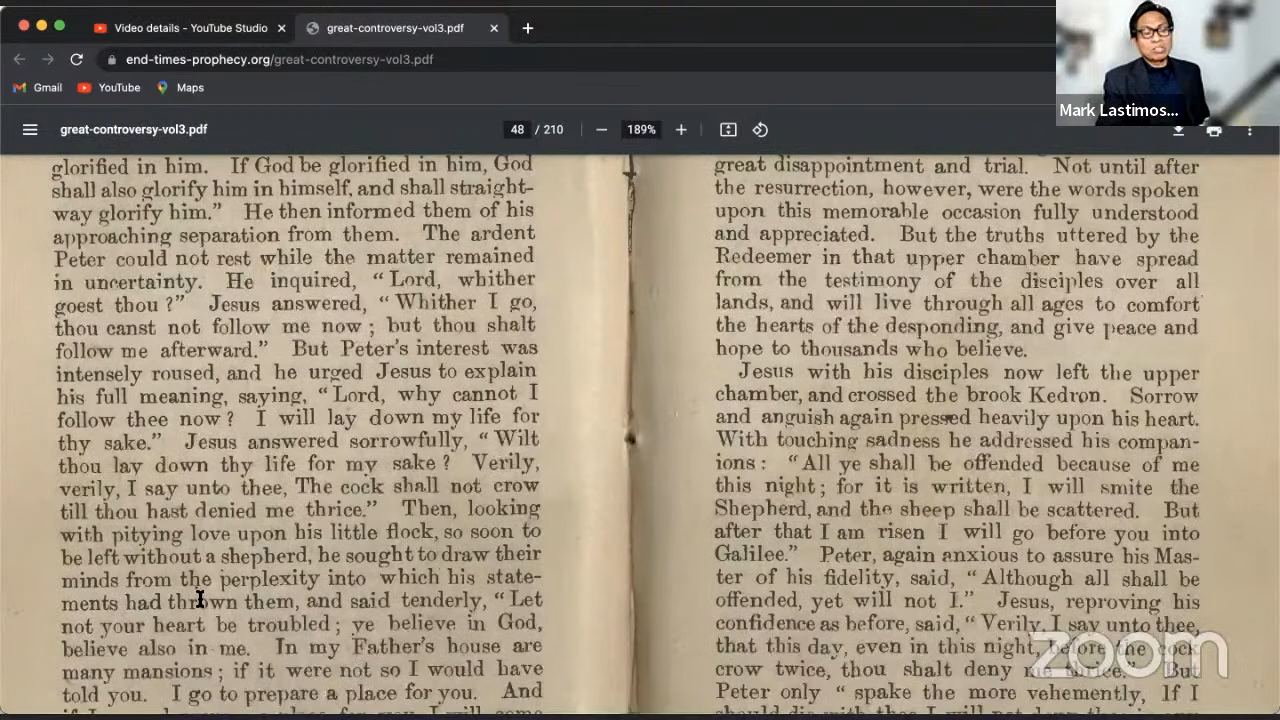 Video details - YouTube Studio
great-controversy-vol3.pdf
end-times-prophecy.org/great-controversy-vol3.pdf
Gmail
YouTube
Maps
Mark Lastimos...
great-controversy-vol3.pdf
48 / 210
189%
glorified in him. If God be glorified in him, God
shall also glorify him in himself, and shall straight-
way glorify him.” He then informed them of his
approaching separation from them. The ardent
Peter could not rest while the matter remained
in uncertainty. He inquired, “Lord, whither
goest thou?” Jesus answered, “Whither I go,
thou canst not follow me now; but thou shalt
follow me afterward.” But Peter’s interest was
intensely roused, and he urged Jesus to explain
his full meaning, saying, “Lord, why cannot I
follow thee now? I will lay down my life for
thy sake.” Jesus answered sorrowfully, “Wilt
thou lay down thy life for my sake? Verily,
verily, I say unto thee, The cock shall not crow
till thou hast denied me thrice.” Then, looking
with pitying love upon his little flock, so soon to
be left without a shepherd, he sought to draw their
minds from the perplexity into which his state-
ments had thrown them, and said tenderly, “Let
not your heart be troubled; ye believe in God,
believe also in me. In my Father’s house are
many mansions; if it were not so I would have
told you. I go to prepare a place for you. And
great disappointment and trial. Not until after
the resurrection, however, were the words spoken
upon this memorable occasion fully understood
and appreciated. But the truths uttered by the
Redeemer in that upper chamber have spread
from the testimony of the disciples over all
lands, and will live through all ages to comfort
the hearts of the desponding, and give peace and
hope to thousands who believe.
Jesus with his disciples now left the upper
chamber, and crossed the brook Kedron. Sorrow
and anguish again pressed heavily upon his heart.
With touching sadness he addressed his compan-
ions: “All ye shall be offended because of me
this night; for it is written, I will smite the
Shepherd, and the sheep shall be scattered. But
after that I am risen I will go before you into
Galilee.” Peter, again anxious to assure his Mas-
ter of his fidelity, said, “Although all shall be
offended, yet will not I.” Jesus, reproving his
confidence as before, said, “Verily, I say unto thee,
that this day, even in this night, before the cock
crow twice, thou shalt deny me thrice.” But
Peter only “spake the more vehemently, If I
zoom